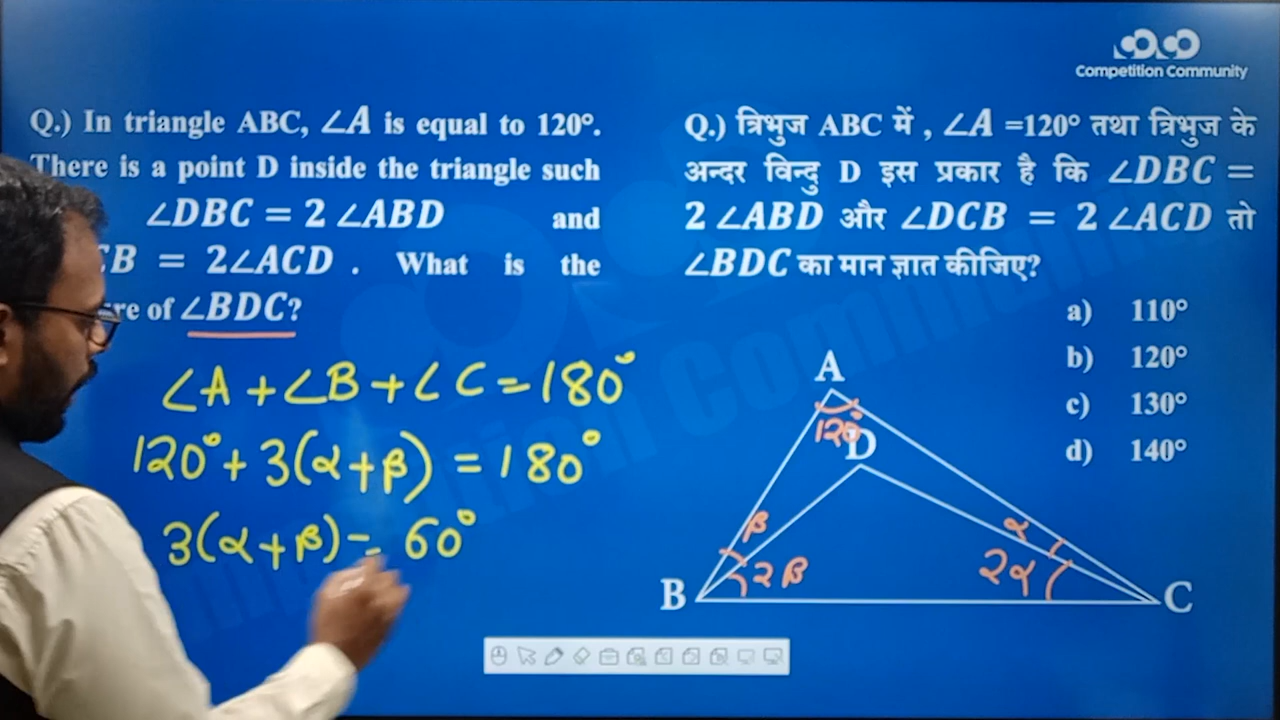 Competition Community
Q.) In triangle ABC, ∠A is equal to 120°.
There is a point D inside the triangle such
∠DBC = 2 ∠ABD and
CB = 2∠ACD . What is the
re of ∠BDC?
Q.) त्रिभुज ABC में , ∠A =120° तथा त्रिभुज के
अन्दर विन्दु D इस प्रकार है कि ∠DBC =
2 ∠ABD और ∠DCB = 2 ∠ACD तो
∠BDC का मान ज्ञात कीजिए?
a) 110°
b) 120°
c) 130°
d) 140°
∠A + ∠B + ∠C = 180°
120° + 3(α+β) = 180°
3(α+β) = 60°
A
120°
D
β
α
2β
2α
B
C